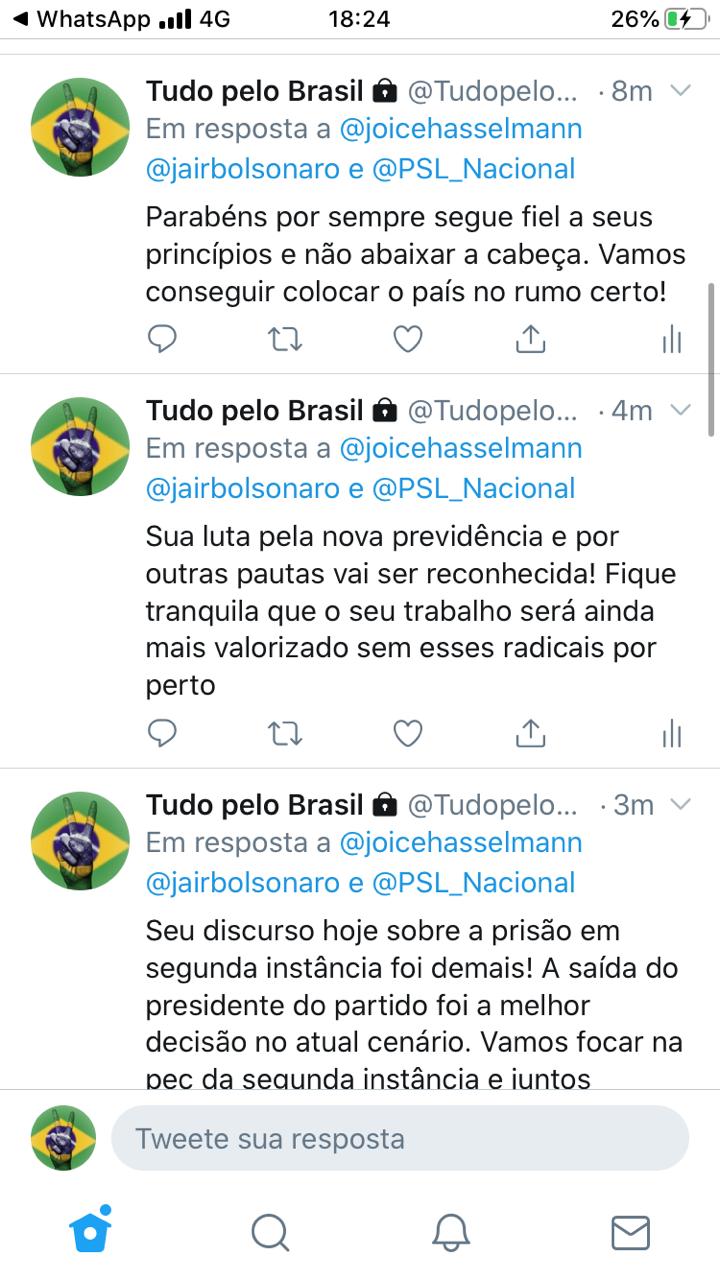 WhatsApp 4G 18:24 26%
Tudo pelo Brasil @Tudopelo... · 8m
Em resposta a @joicehasselmann
@jairbolsonaro e @PSL_Nacional
Parabéns por sempre segue fiel a seus
princípios e não abaixar a cabeça. Vamos
conseguir colocar o país no rumo certo!
Tudo pelo Brasil @Tudopelo... · 4m
Em resposta a @joicehasselmann
@jairbolsonaro e @PSL_Nacional
Sua luta pela nova previdência e por
outras pautas vai ser reconhecida! Fique
tranquila que o seu trabalho será ainda
mais valorizado sem esses radicais por
perto
Tudo pelo Brasil @Tudopelo... · 3m
Em resposta a @joicehasselmann
@jairbolsonaro e @PSL_Nacional
Seu discurso hoje sobre a prisão em
segunda instância foi demais! A saída do
presidente do partido foi a melhor
decisão no atual cenário. Vamos focar na
pec da segunda instância e juntos
Tweete sua resposta